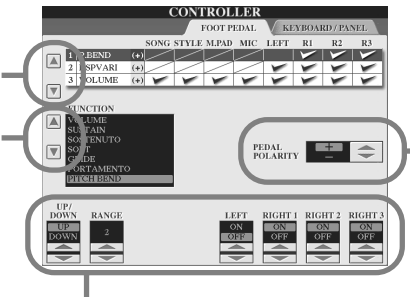 CONTROLLER
FOOT PEDAL KEYBOARD / PANEL
SONG STYLE M.PAD MIC LEFT R1 R2 R3
1 P.BEND (+)
2 DSPVARI (+)
3 VOLUME (+)
FUNCTION
VOLUME
SUSTAIN
SOSTENUTO
SOFT
GLIDE
PORTAMENTO
PITCH BEND
PEDAL POLARITY + −
UP/DOWN RANGE LEFT RIGHT 1 RIGHT 2 RIGHT 3
UP 2 ON ON ON ON
DOWN OFF OFF OFF OFF